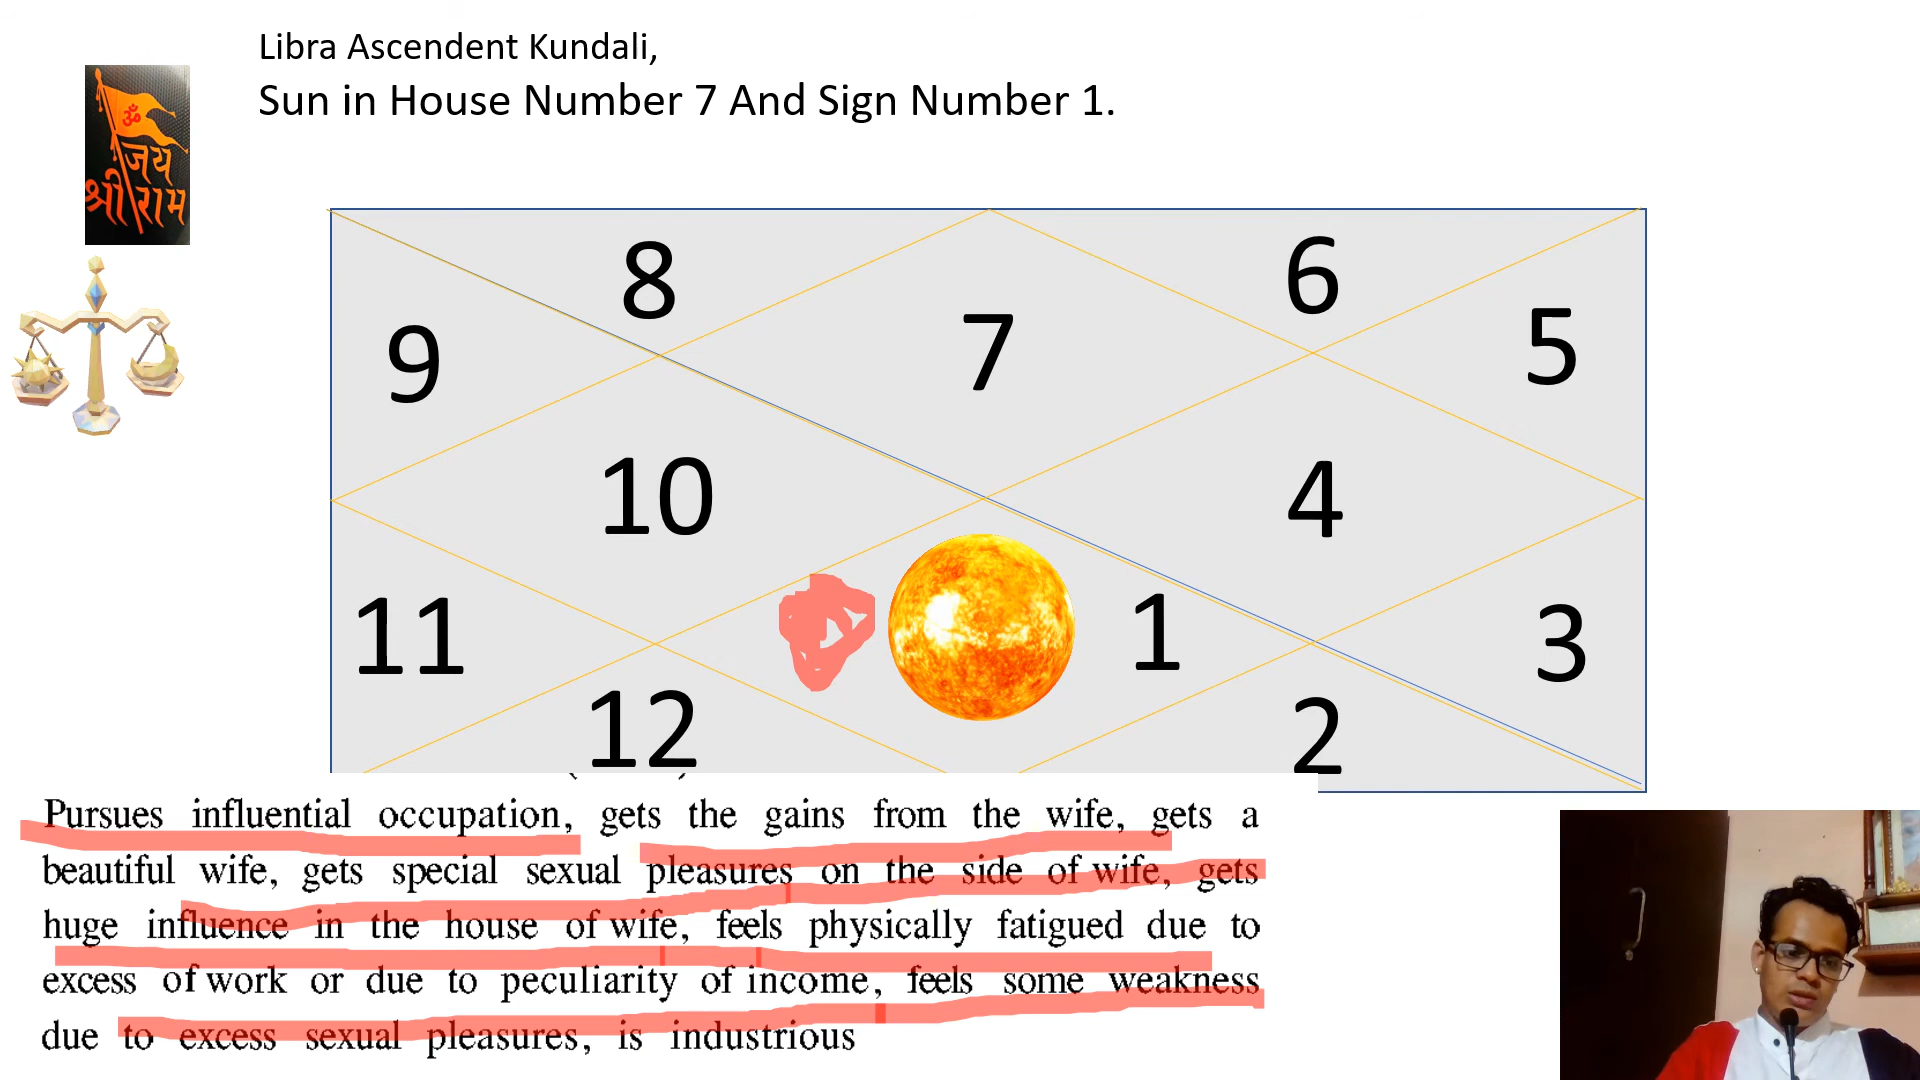 Libra Ascendent Kundali,
Sun in House Number 7 And Sign Number 1.
ॐ
जय
श्री राम
8
6
9
7
5
10
4
11
1
3
12
2
Pursues influential occupation, gets the gains from the wife, gets a
beautiful wife, gets special sexual pleasures on the side of wife, gets
huge influence in the house of wife, feels physically fatigued due to
excess of work or due to peculiarity of income, feels some weakness
due to excess sexual pleasures, is industrious